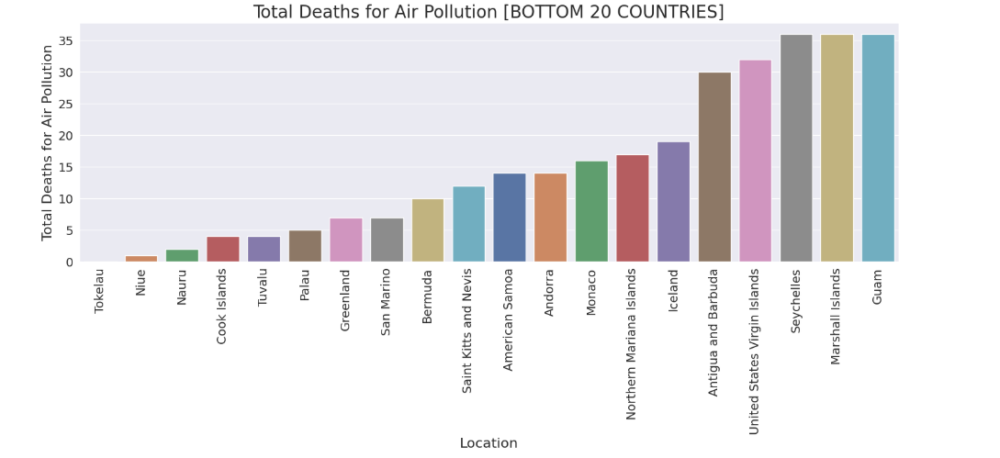 Total Deaths for Air Pollution [BOTTOM 20 COUNTRIES]
Total Deaths for Air Pollution
35
30
25
20
15
10
5
0
Tokelau
Niue
Nauru
Cook Islands
Tuvalu
Palau
Greenland
San Marino
Bermuda
Saint Kitts and Nevis
American Samoa
Andorra
Monaco
Northern Mariana Islands
Iceland
Antigua and Barbuda
United States Virgin Islands
Seychelles
Marshall Islands
Guam
Location